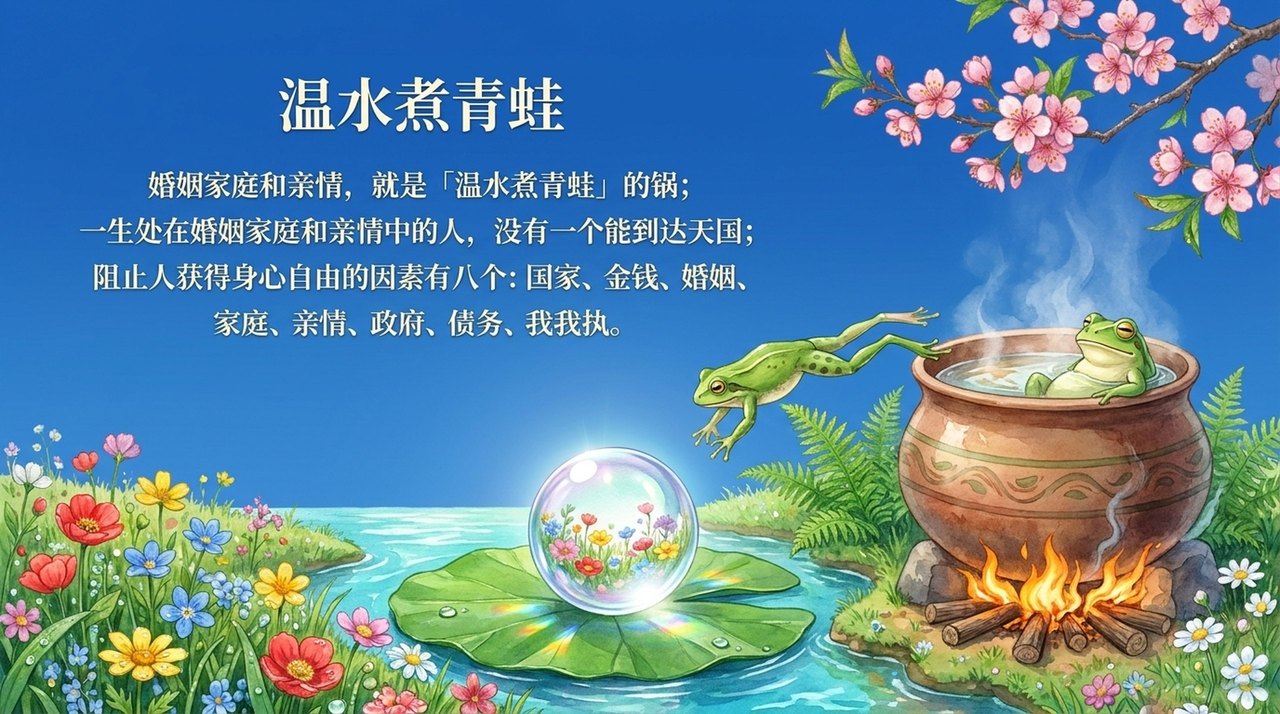 温水煮青蛙
婚姻家庭和亲情，就是「温水煮青蛙」的锅；
一生处在婚姻家庭和亲情中的人，没有一个能到达天国；
阻止人获得身心自由的因素有八个：国家、金钱、婚姻、
家庭、亲情、政府、债务、我我执。